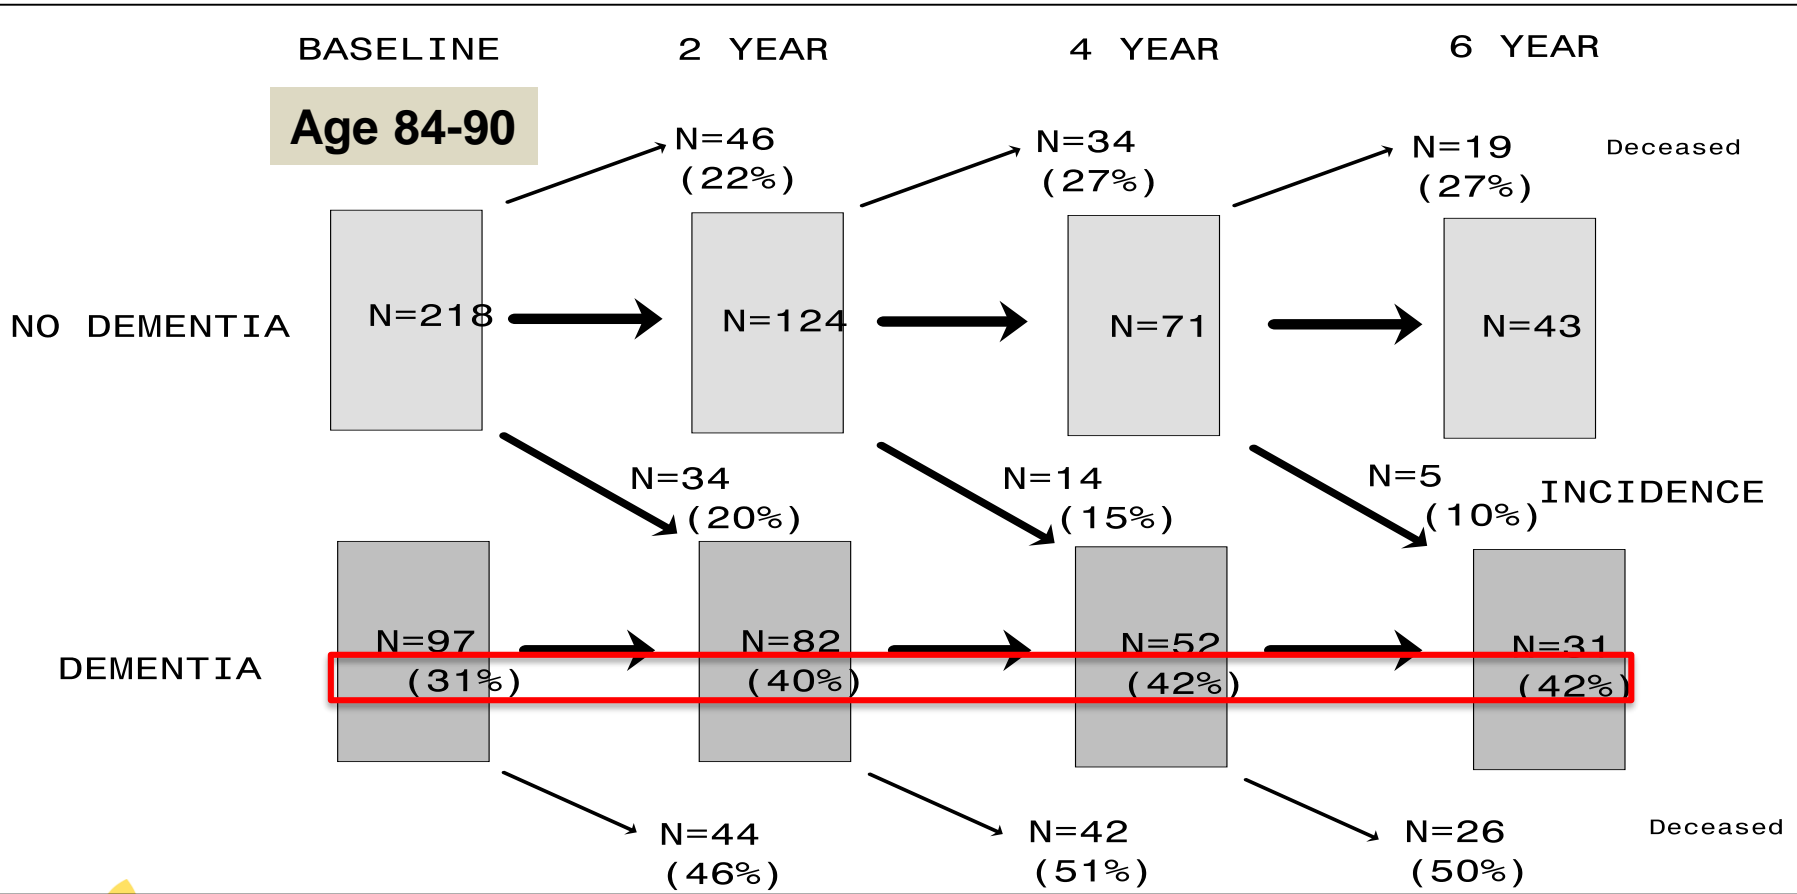 BASELINE 2 YEAR 4 YEAR 6 YEAR
Age 84-90
N=46 N=34 N=19 Deceased
(22%) (27%) (27%)
NO DEMENTIA N=218 N=124 N=71 N=43
N=34 N=14 N=5 INCIDENCE
(20%) (15%) (10%)
DEMENTIA N=97 N=82 N=52 N=31
(31%) (40%) (42%) (42%)
N=44 N=42 N=26 Deceased
(46%) (51%) (50%)